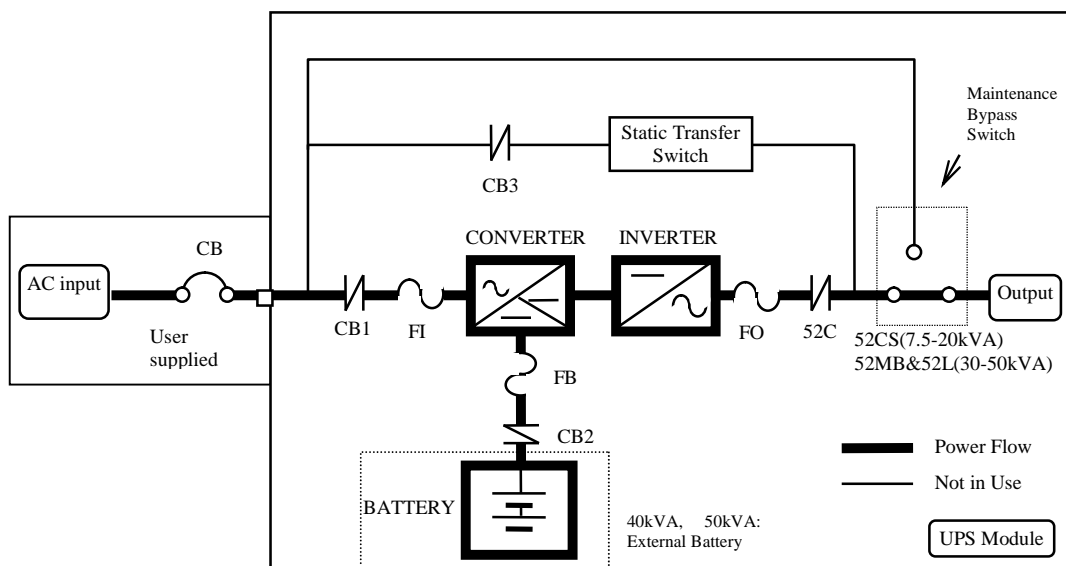 Maintenance
Bypass
Switch
Static Transfer
Switch
CB3
CB
CONVERTER
INVERTER
AC input
Output
User
supplied
CB1
FI
FO
52C
52CS(7.5-20kVA)
52MB&52L(30-50kVA)
FB
CB2
Power Flow
Not in Use
BATTERY
40kVA, 50kVA:
External Battery
UPS Module